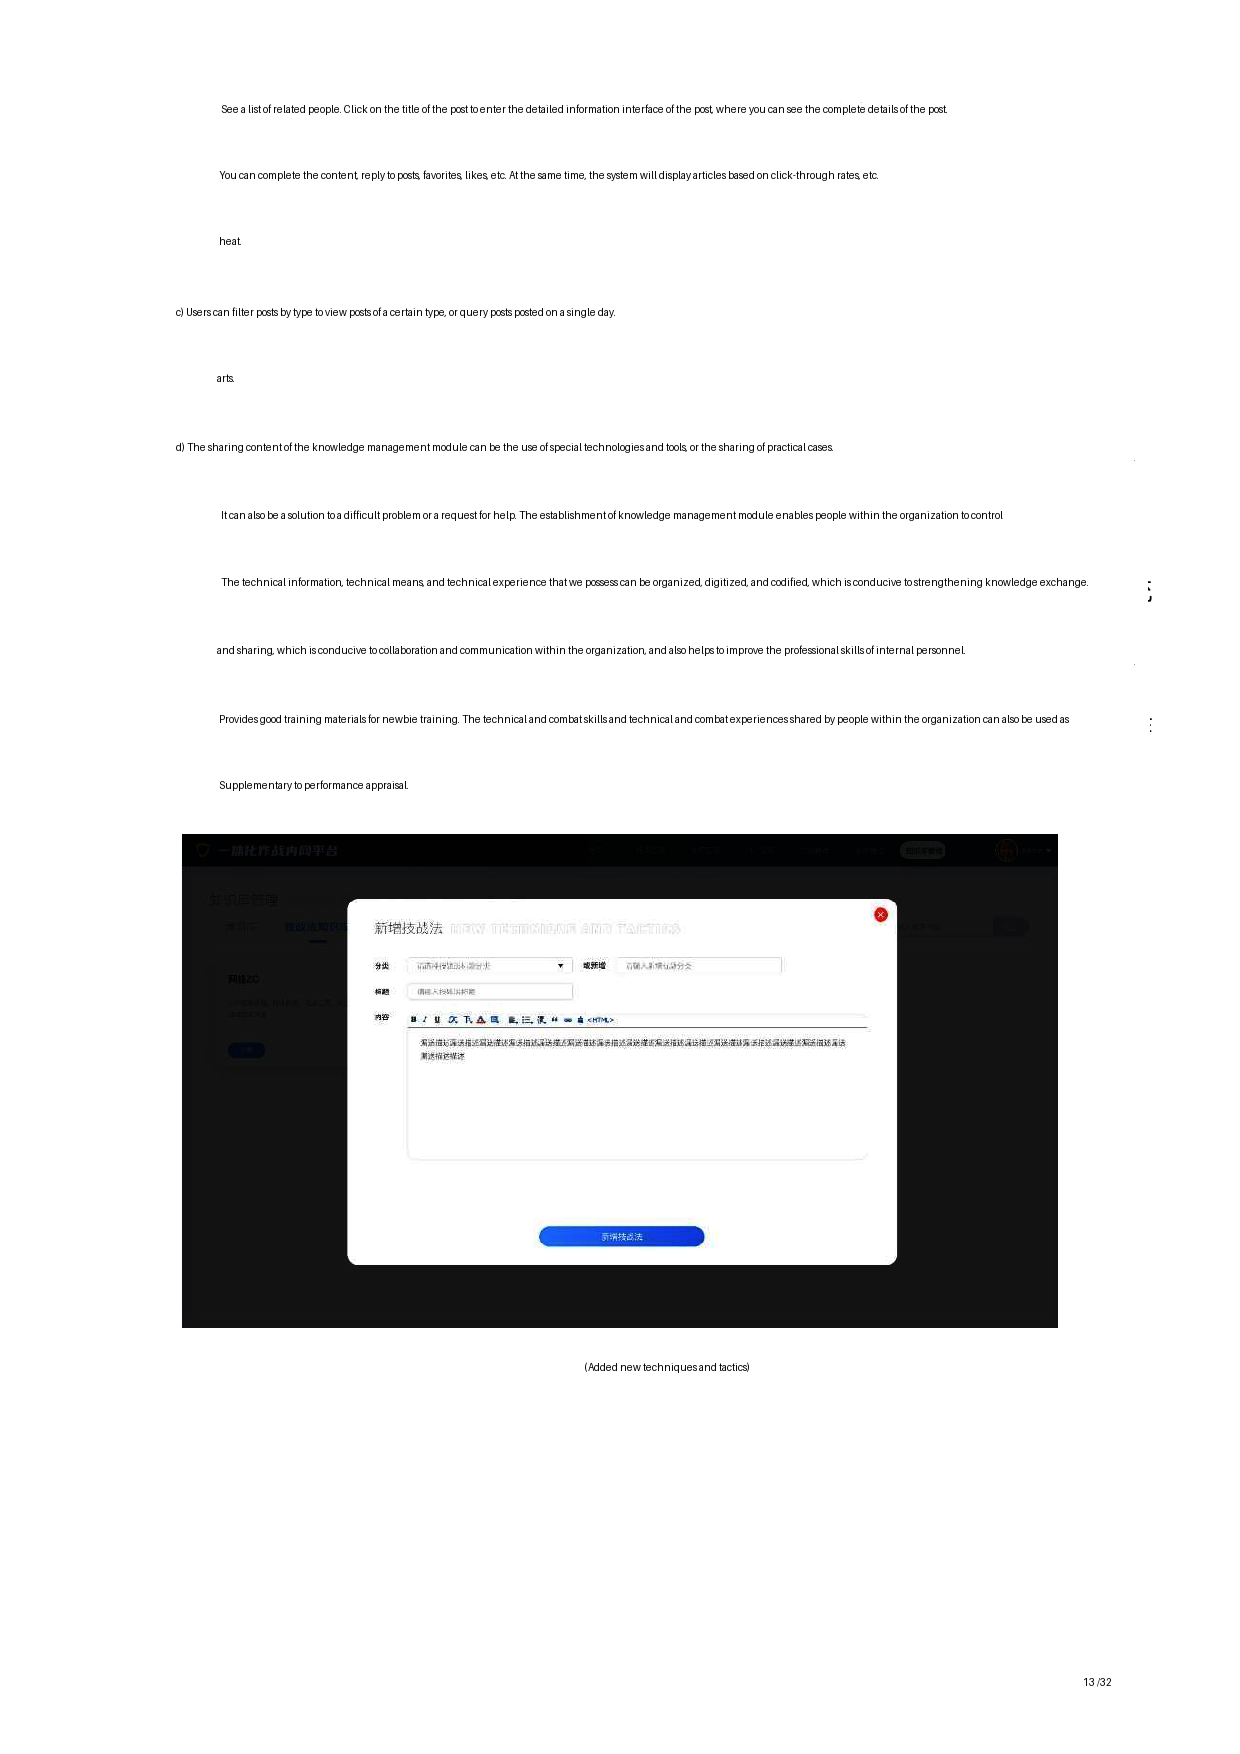 See a list of related people. Click on the title of the post to enter the detailed information interface of the post, where you can see the complete details of the post.
You can complete the content, reply to posts, favorites, likes, etc. At the same time, the system will display articles based on click-through rates, etc.
heat.
c) Users can filter posts by type to view posts of a certain type, or query posts posted on a single day.
arts.
d) The sharing content of the knowledge management module can be the use of special technologies and tools, or the sharing of practical cases.
It can also be a solution to a difficult problem or a request for help. The establishment of knowledge management module enables people within the organization to control
The technical information, technical means, and technical experience that we possess can be organized, digitized, and codified, which is conducive to strengthening knowledge exchange.
and sharing, which is conducive to collaboration and communication within the organization, and also helps to improve the professional skills of internal personnel.
Provides good training materials for newbie training. The technical and combat skills and technical and combat experiences shared by people within the organization can also be used as
Supplementary to performance appraisal.
一体化作战内网平台
知识库管理
新增技战法 NEW TECHNIQUE AND TACTICS
分类 或新增
标题
内容
<HTML>
新增技战法
(Added new techniques and tactics)
13 /32